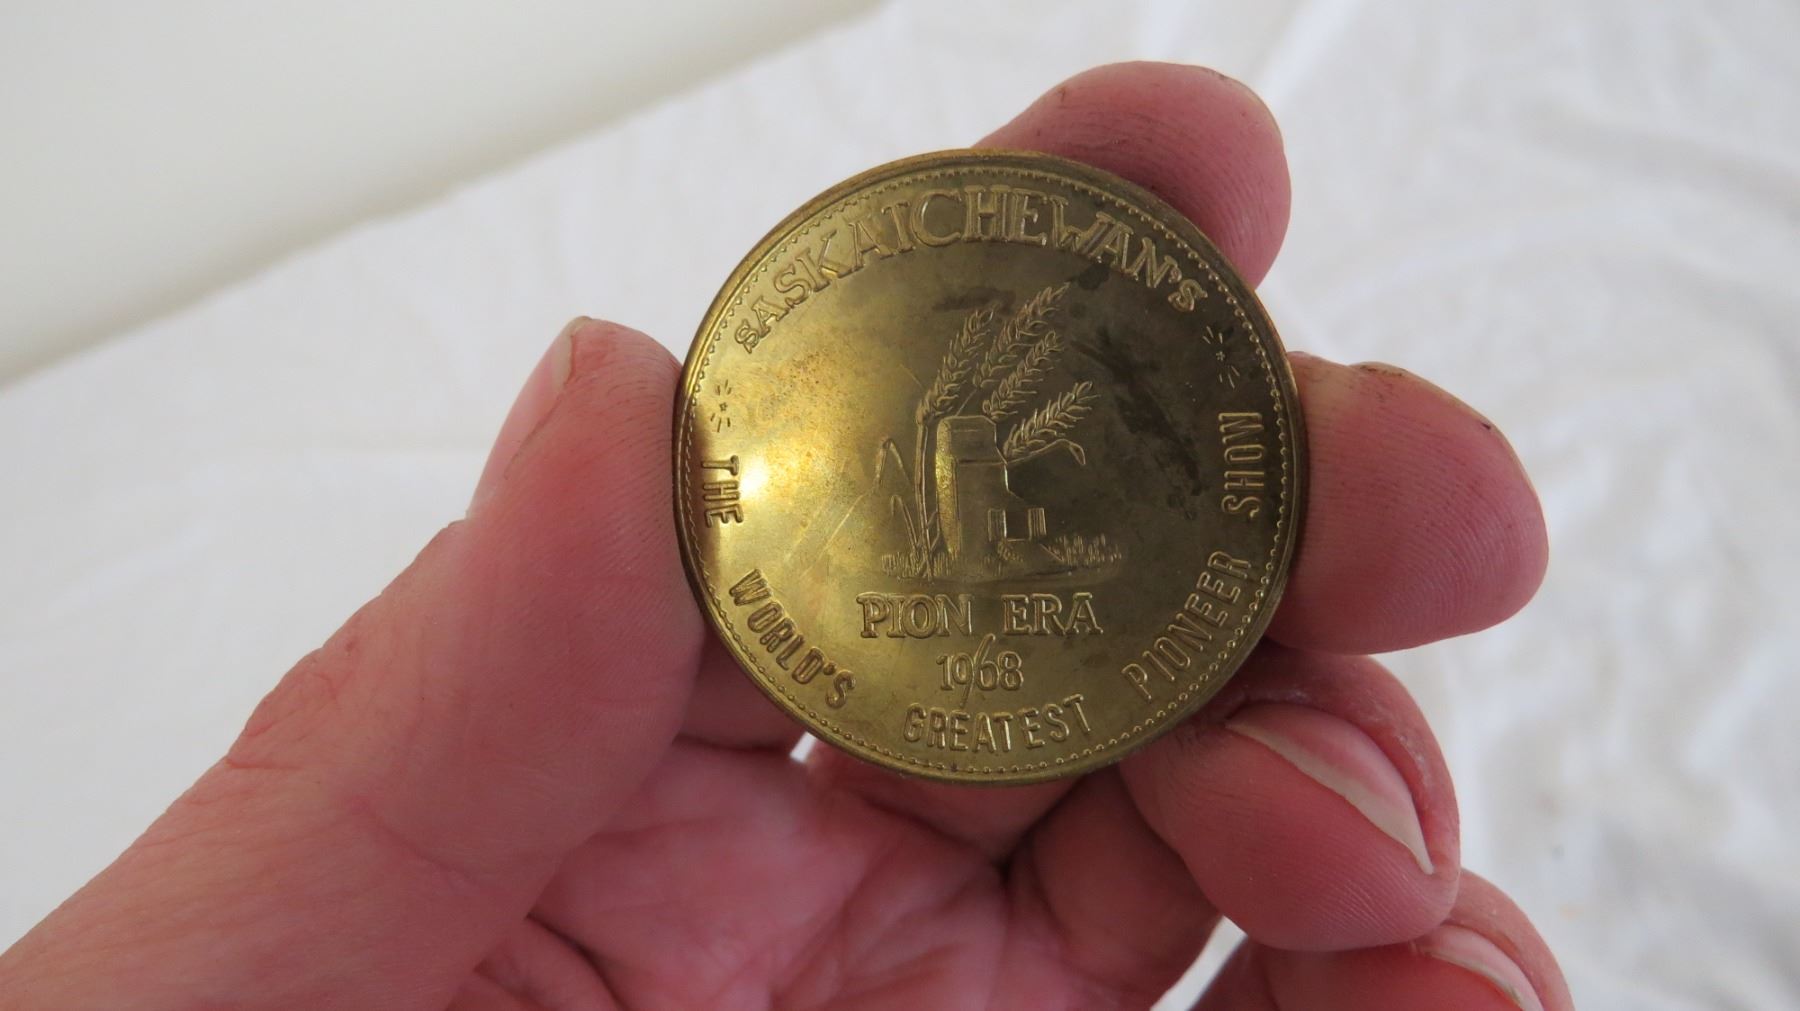 SASKATCHEWAN'S
PION ERA
1968
THE WORLD'S GREATEST PIONEER SHOW